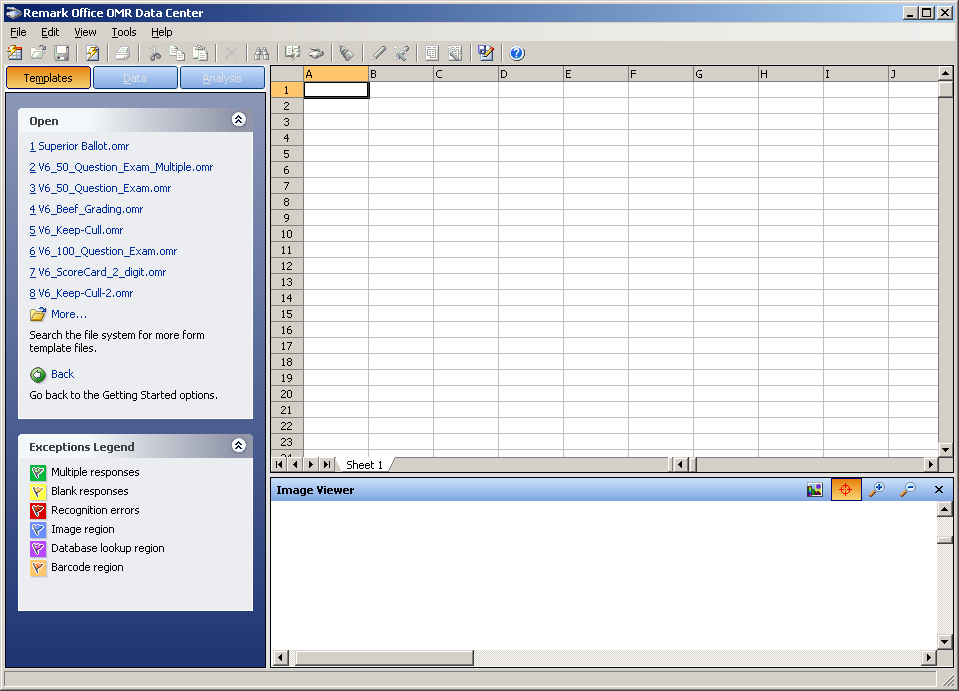 Remark Office OMR Data Center
File Edit View Tools Help
Templates Data Analysis
Open
1 Superior Ballot.omr
2 V6_50_Question_Exam_Multiple.omr
3 V6_50_Question_Exam.omr
4 V6_Beef_Grading.omr
5 V6_Keep-Cull.omr
6 V6_100_Question_Exam.omr
7 V6_ScoreCard_2_digit.omr
8 V6_Keep-Cull-2.omr
More...
Search the file system for more form
template files.
Back
Go back to the Getting Started options.
Exceptions Legend
Multiple responses
Blank responses
Recognition errors
Image region
Database lookup region
Barcode region
A B C D E F G H I J
1
2
3
4
5
6
7
8
9
10
11
12
13
14
15
16
17
18
19
20
21
22
23
24
Sheet 1
Image Viewer